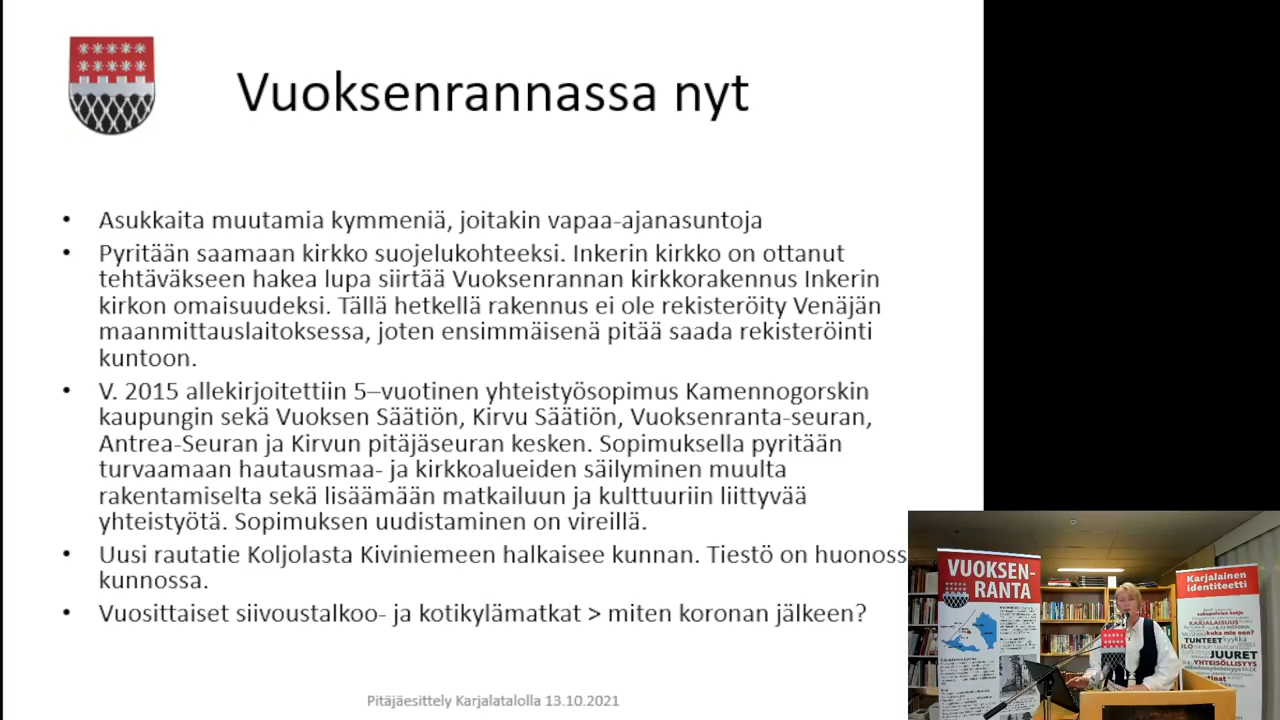 Vuoksenrannassa nyt
• Asukkaita muutamia kymmeniä, joitakin vapaa-ajanasuntoja
• Pyritään saamaan kirkko suojelukohteeksi. Inkerin kirkko on ottanut
tehtäväkseen hakea lupa siirtää Vuoksenrannan kirkkorakennus Inkerin
kirkon omaisuudeksi. Tällä hetkellä rakennus ei ole rekisteröity Venäjän
maanmittauslaitoksessa, joten ensimmäisenä pitää saada rekisteröinti
kuntoon.
• V. 2015 allekirjoitettiin 5–vuotinen yhteistyösopimus Kamennogorskin
kaupungin sekä Vuoksen Säätiön, Kirvu Säätiön, Vuoksenranta-seuran,
Antrea-Seuran ja Kirvun pitäjäseuran kesken. Sopimuksella pyritään
turvaamaan hautausmaa- ja kirkkoalueiden säilyminen muulta
rakentamiselta sekä lisäämään matkailuun ja kulttuuriin liittyvää
yhteistyötä. Sopimuksen uudistaminen on vireillä.
• Uusi rautatie Koljolasta Kiviniemeen halkaisee kunnan. Tiestö on huonoss
kunnossa.
• Vuosittaiset siivoustalkoo- ja kotikylämatkat > miten koronan jälkeen?
Pitäjäesittely Karjalatalolla 13.10.2021
VUOKSEN-
RANTA
Karjalainen
identiteetti
KARJALAISUUS
kuka mie oon?
TUNTEET kyykkä
JUURET
YHTEISÖLLISYYS